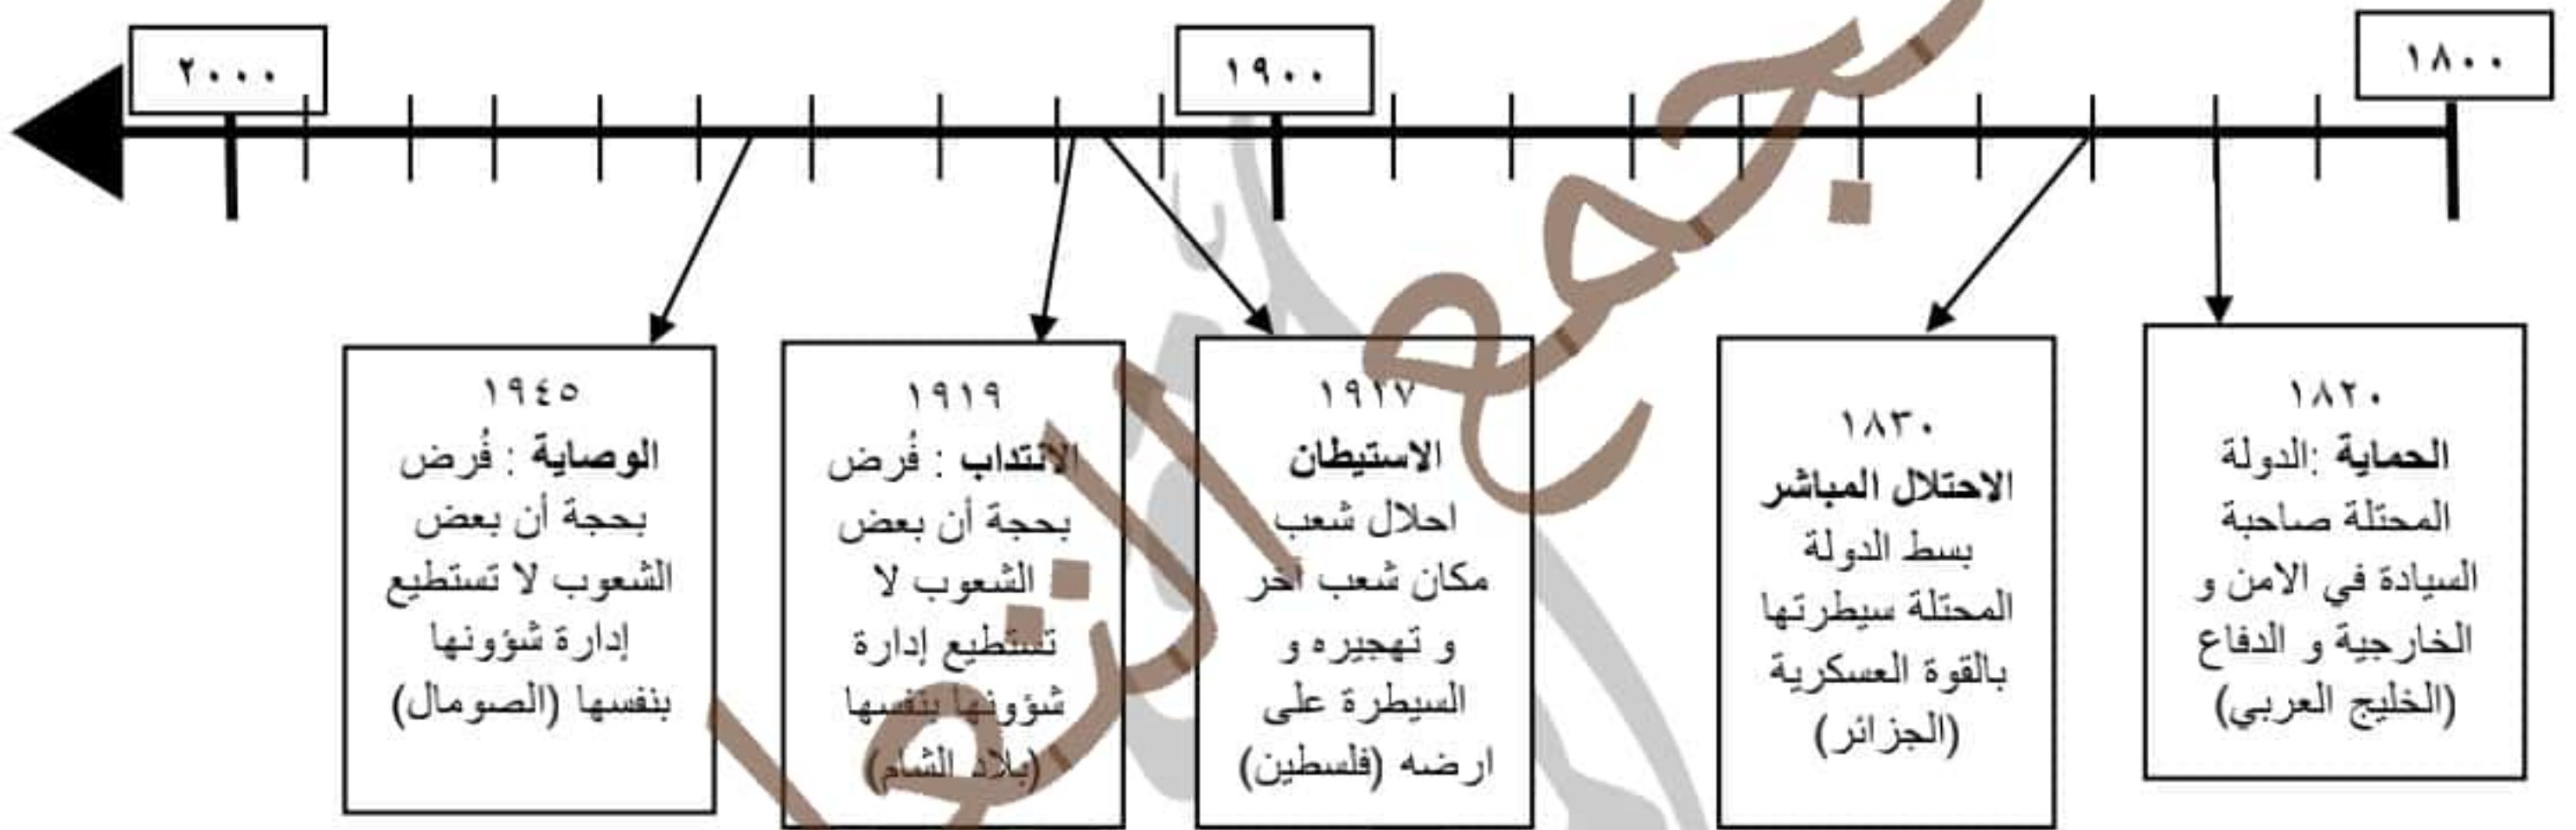 ١٨٠٠
١٩٠٠
٢٠٠٠
١٨٢٠
الحماية :الدولة
المحتلة صاحبة
السيادة في الامن و
الخارجية و الدفاع
(الخليج العربي)
١٨٣٠
الاحتلال المباشر
بسط الدولة
المحتلة سيطرتها
بالقوة العسكرية
(الجزائر)
١٩١٧
الاستيطان
احلال شعب
مكان شعب آخر
و تهجيره و
السيطرة على
ارضه (فلسطين)
١٩١٩
الانتداب : فُرض
بحجة أن بعض
الشعوب لا
تستطيع إدارة
شؤونها بنفسها
(بلاد الشام)
١٩٤٥
الوصاية : فُرض
بحجة أن بعض
الشعوب لا تستطيع
إدارة شؤونها
بنفسها (الصومال)